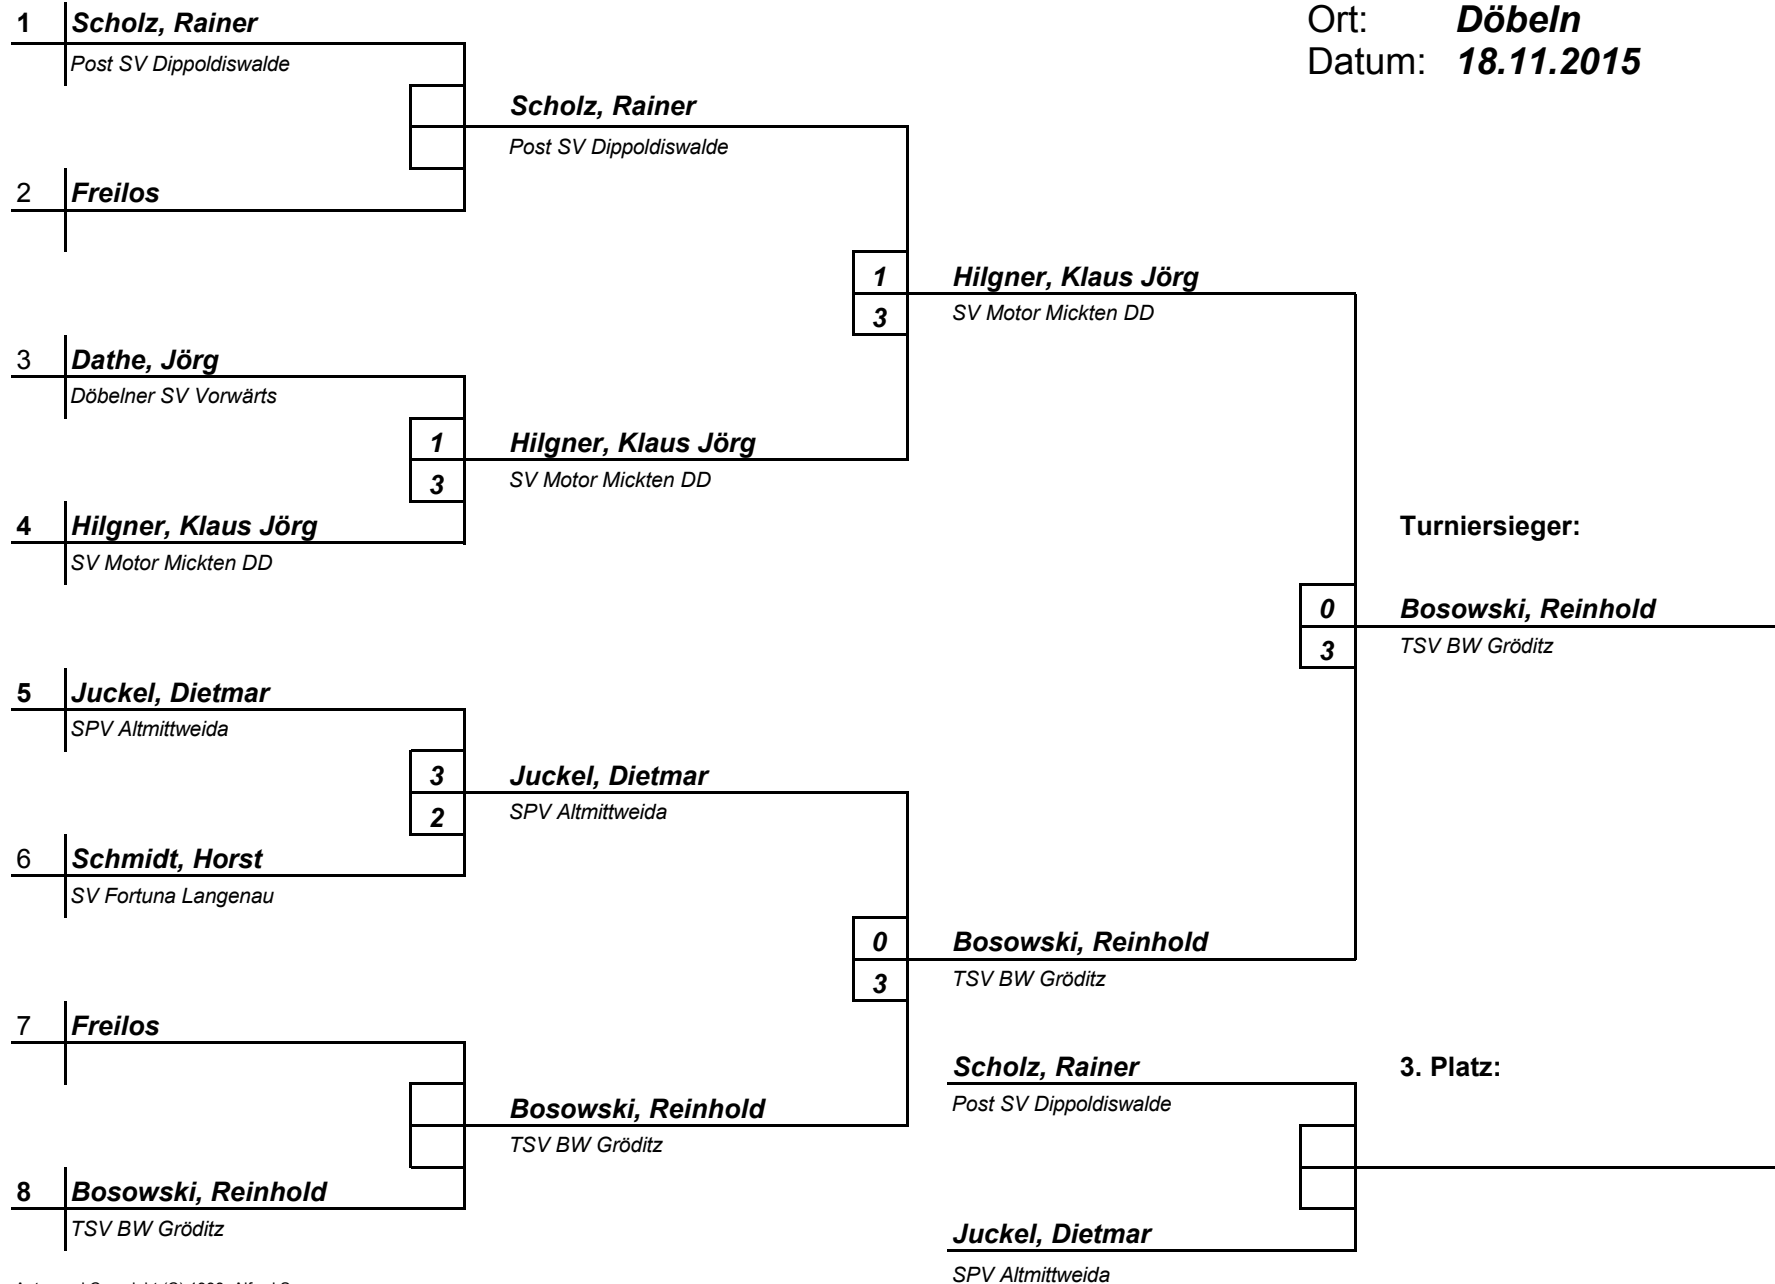 Ort: Döbeln
Datum: 18.11.2015
1 Scholz, Rainer
Post SV Dippoldiswalde
2 Freilos
3 Dathe, Jörg
Döbelner SV Vorwärts
4 Hilgner, Klaus Jörg
SV Motor Mickten DD
5 Juckel, Dietmar
SPV Altmittweida
6 Schmidt, Horst
SV Fortuna Langenau
7 Freilos
8 Bosowski, Reinhold
TSV BW Gröditz
Scholz, Rainer
Post SV Dippoldiswalde
1
3
Hilgner, Klaus Jörg
SV Motor Mickten DD
3
2
Juckel, Dietmar
SPV Altmittweida
Bosowski, Reinhold
TSV BW Gröditz
1
3
Hilgner, Klaus Jörg
SV Motor Mickten DD
0
3
Bosowski, Reinhold
TSV BW Gröditz
Turniersieger:
0
3
Bosowski, Reinhold
TSV BW Gröditz
Scholz, Rainer
Post SV Dippoldiswalde
3. Platz:
Juckel, Dietmar
SPV Altmittweida